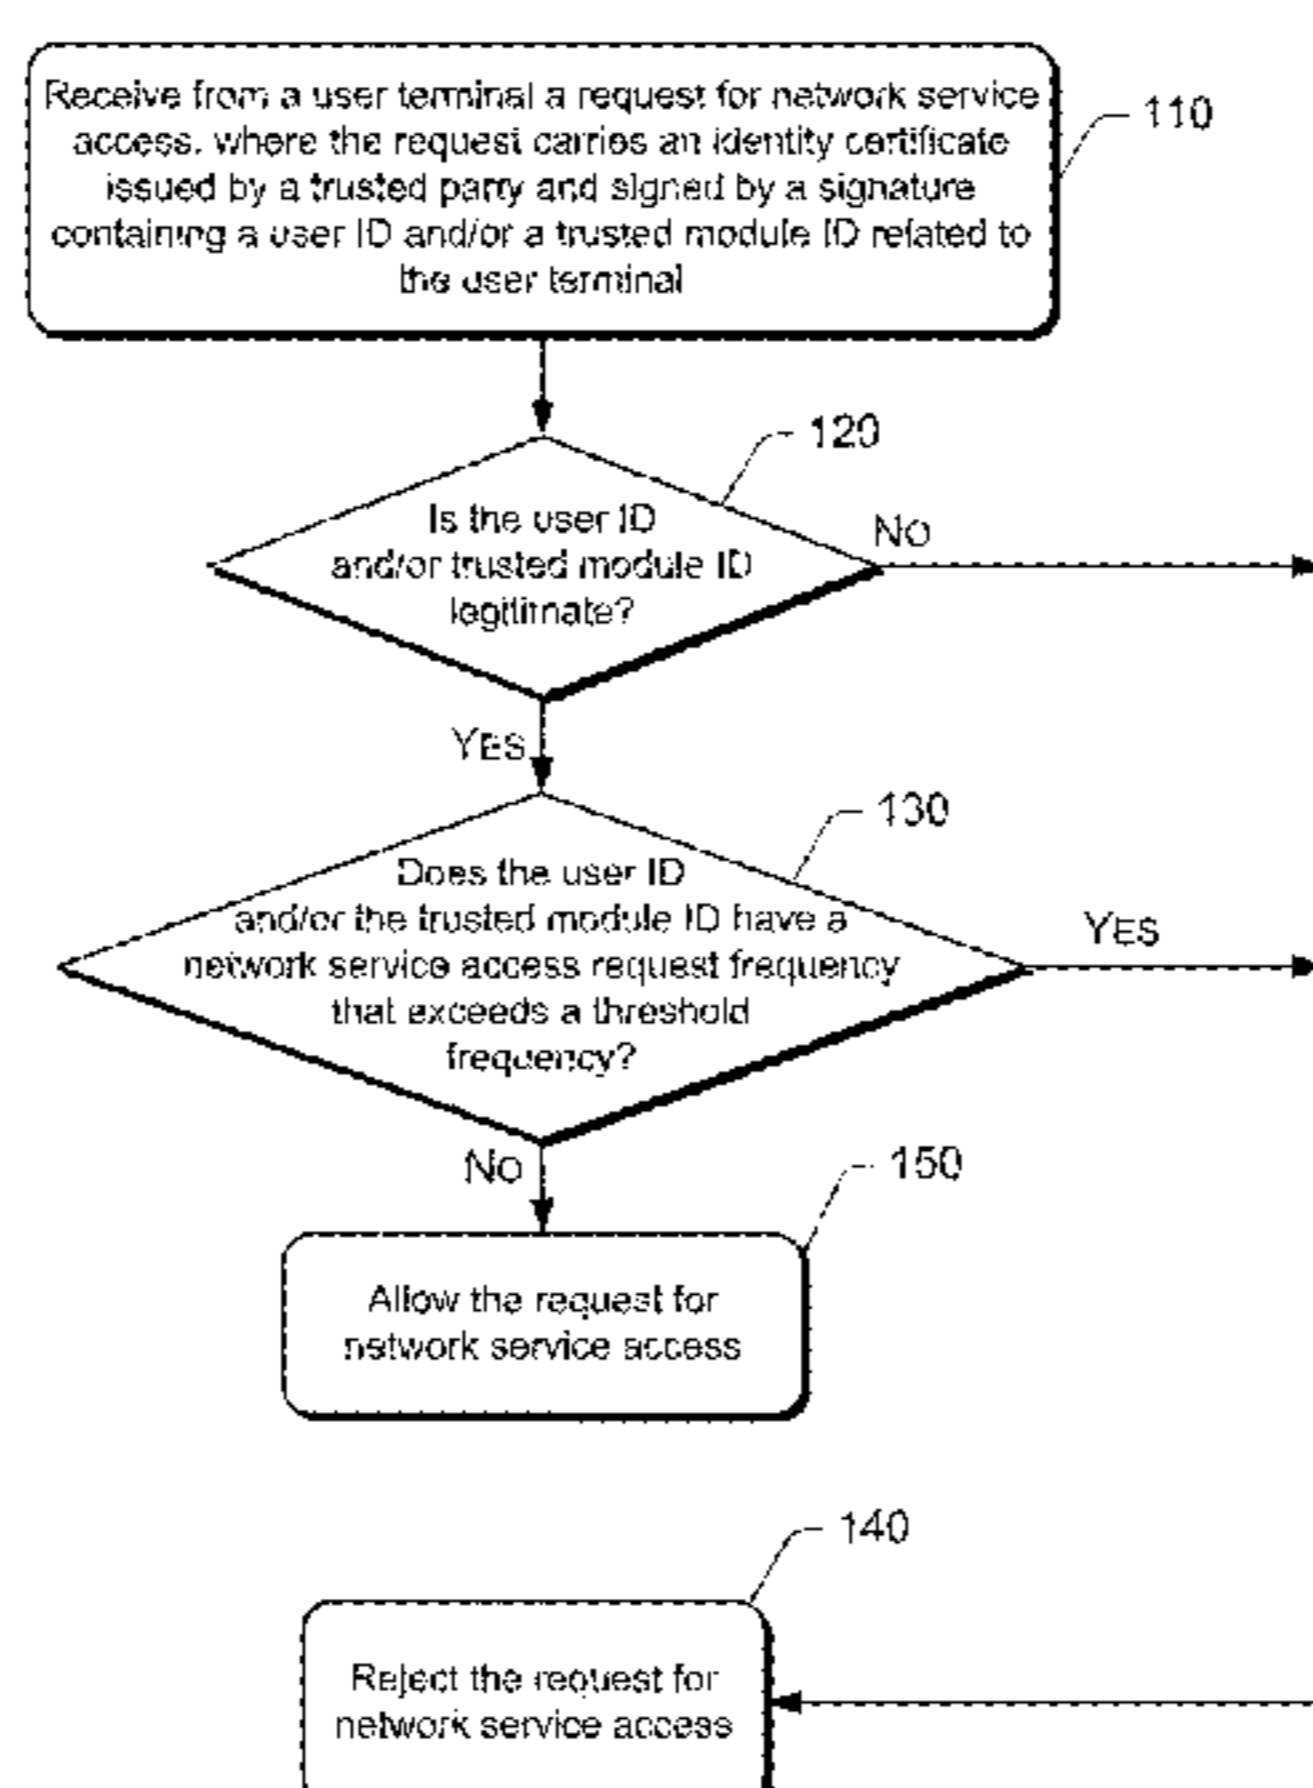 Receive from a user terminal a request for network service
access, where the request carries an identity certificate
issued by a trusted party and signed by a signature
containing a user ID and/or a trusted module ID related to
the user terminal
110
120
Is the user ID
and/or trusted module ID
legitimate?
NO
YES
130
Does the user ID
and/or the trusted module ID have a
network service access request frequency
that exceeds a threshold
frequency?
YES
NO
150
Allow the request for
network service access
140
Reject the request for
network service access